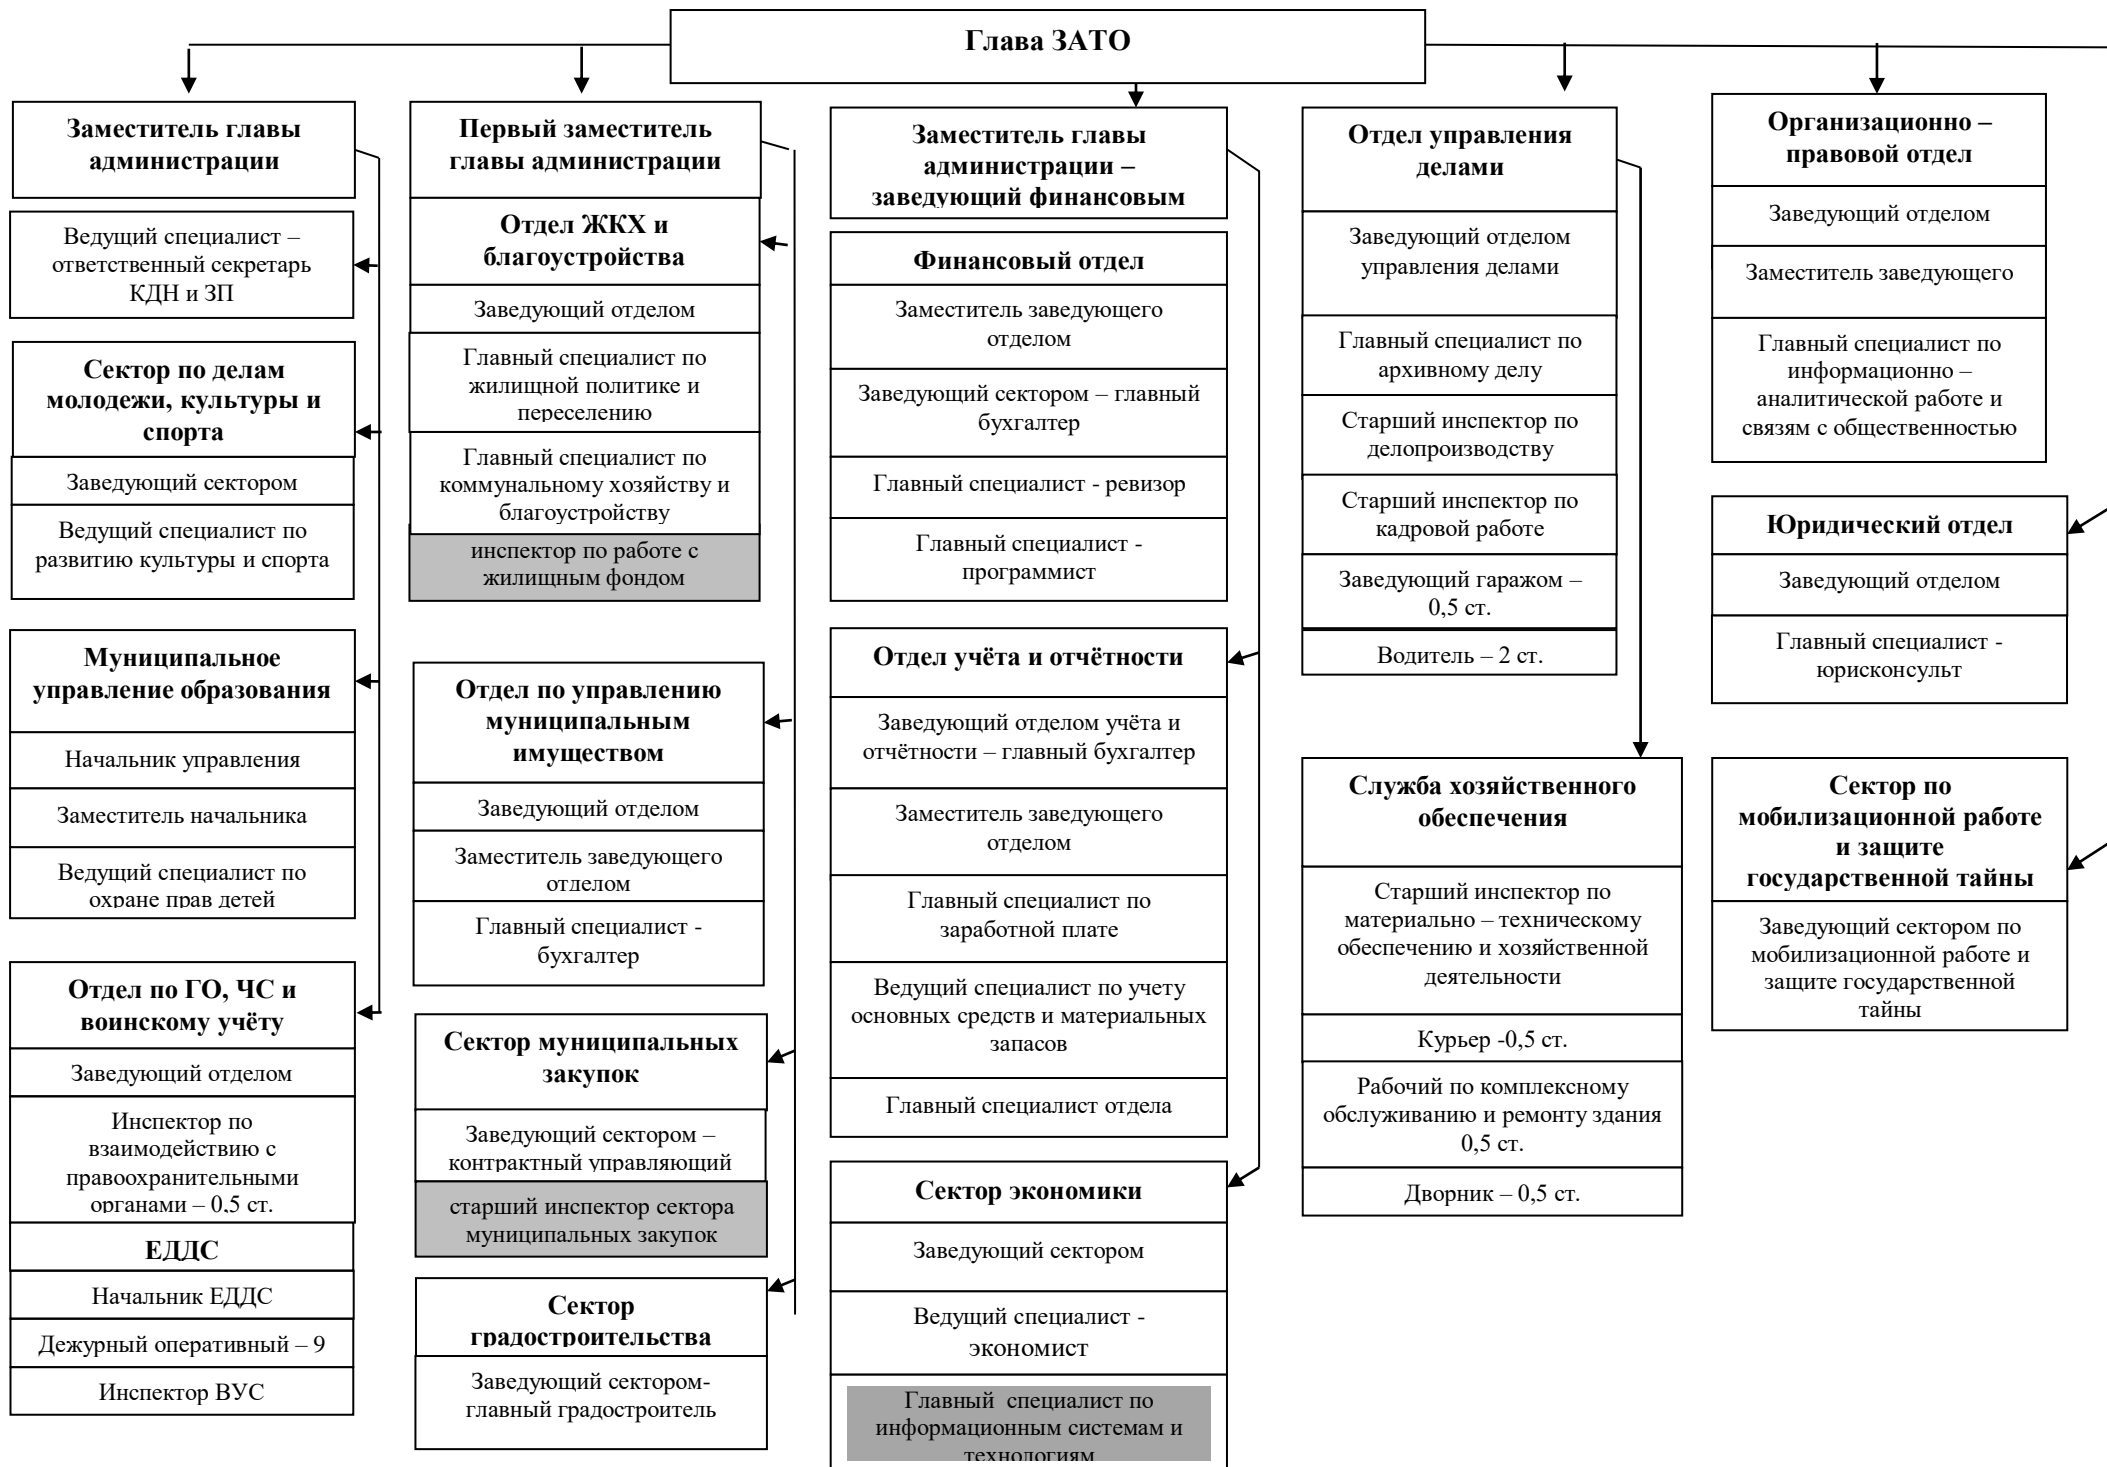 Глава ЗАТО
Заместитель главы
администрации
Ведущий специалист –
ответственный секретарь
КДН и ЗП
Сектор по делам
молодежи, культуры и
спорта
Заведующий сектором
Ведущий специалист по
развитию культуры и спорта
Муниципальное
управление образования
Начальник управления
Заместитель начальника
Ведущий специалист по
охране прав детей
Отдел по ГО, ЧС и
воинскому учёту
Заведующий отделом
Инспектор по
взаимодействию с
правоохранительными
органами – 0,5 ст.
ЕДДС
Начальник ЕДДС
Дежурный оперативный – 9
Инспектор ВУС
Первый заместитель
главы администрации
Отдел ЖКХ и
благоустройства
Заведующий отделом
Главный специалист по
жилищной политике и
переселению
Главный специалист по
коммунальному хозяйству и
благоустройству
инспектор по работе с
жилищным фондом
Отдел по управлению
муниципальным
имуществом
Заведующий отделом
Заместитель заведующего
отделом
Главный специалист -
бухгалтер
Сектор муниципальных
закупок
Заведующий сектором –
контрактный управляющий
старший инспектор сектора
муниципальных закупок
Сектор
градостроительства
Заведующий сектором-
главный градостроитель
Заместитель главы
администрации –
заведующий финансовым
Финансовый отдел
Заместитель заведующего
отделом
Заведующий сектором – главный
бухгалтер
Главный специалист - ревизор
Главный специалист -
программист
Отдел учёта и отчётности
Заведующий отделом учёта и
отчётности – главный бухгалтер
Заместитель заведующего
отделом
Главный специалист по
заработной плате
Ведущий специалист по учету
основных средств и материальных
запасов
Главный специалист отдела
Сектор экономики
Заведующий сектором
Ведущий специалист -
экономист
Главный специалист по
информационным системам и
технологиям
Отдел управления
делами
Заведующий отделом
управления делами
Главный специалист по
архивному делу
Старший инспектор по
делопроизводству
Старший инспектор по
кадровой работе
Заведующий гаражом –
0,5 ст.
Водитель – 2 ст.
Служба хозяйственного
обеспечения
Старший инспектор по
материально – техническому
обеспечению и хозяйственной
деятельности
Курьер -0,5 ст.
Рабочий по комплексному
обслуживанию и ремонту здания
0,5 ст.
Дворник – 0,5 ст.
Организационно –
правовой отдел
Заведующий отделом
Заместитель заведующего
Главный специалист по
информационно –
аналитической работе и
связям с общественностью
Юридический отдел
Заведующий отделом
Главный специалист -
юрисконсульт
Сектор по
мобилизационной работе
и защите
государственной тайны
Заведующий сектором по
мобилизационной работе и
защите государственной
тайны